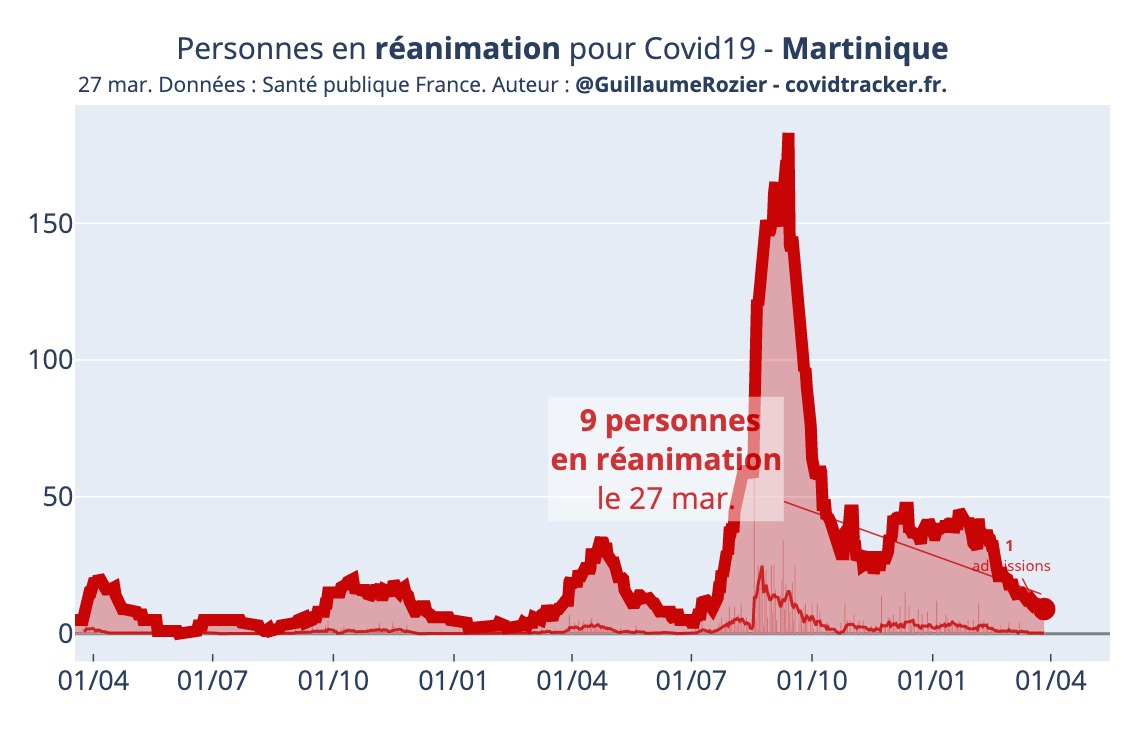 Personnes en réanimation pour Covid19 - Martinique
27 mar. Données : Santé publique France. Auteur : @GuillaumeRozier - covidtracker.fr.
150
100
9 personnes
en réanimation
le 27 mar.
50
1
admissions
0
01/04 01/07 01/10 01/01 01/04 01/07 01/10 01/01 01/04